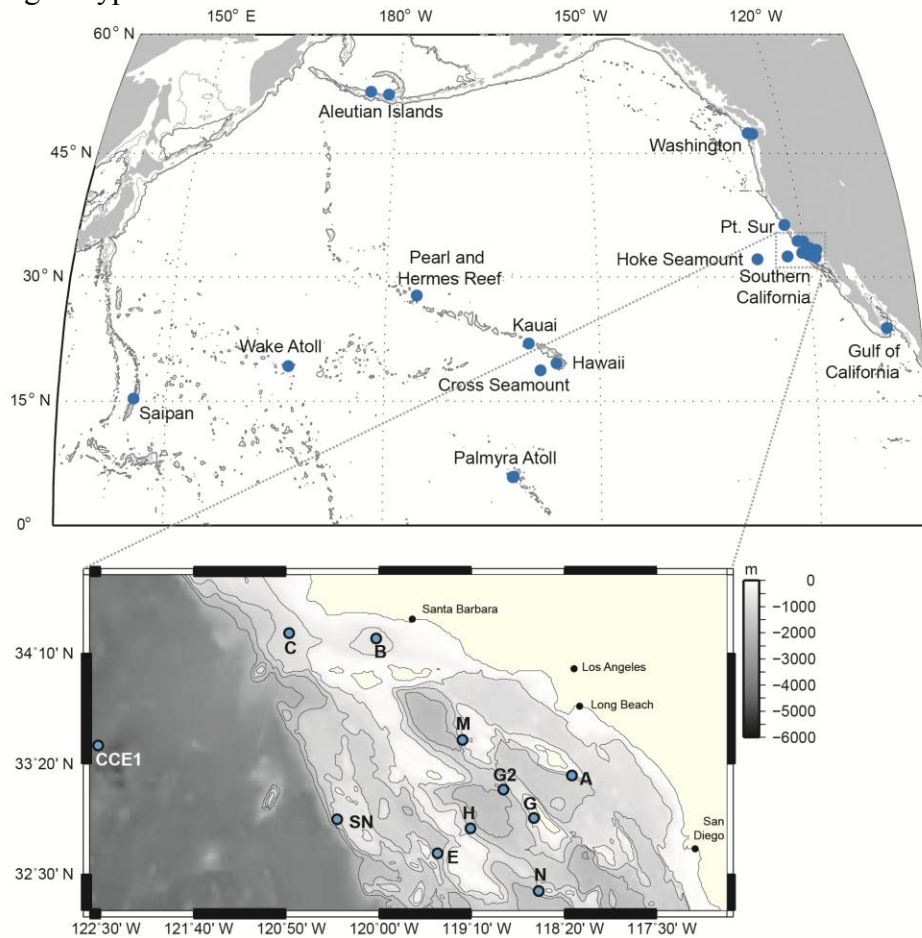 150° E 180° W 150° W 120° W
60° N
Aleutian Islands
45° N
Washington
Pt. Sur
Pearl and
Hermes Reef
Hoke Seamount
30° N
Southern
California
Kauai
Wake Atoll
Hawaii
Gulf of
California
Cross Seamount
15° N
Saipan
Palmyra Atoll
0°
m
0
−1000
−2000
−3000
−4000
−5000
−6000
Santa Barbara
C
B
34°10' N
Los Angeles
Long Beach
M
CCE1
33°20' N
G2
A
G
H
SN
San
Diego
E
32°30' N
N
122°30' W 121°40' W 120°50' W 120°00' W 119°10' W 118°20' W 117°30' W